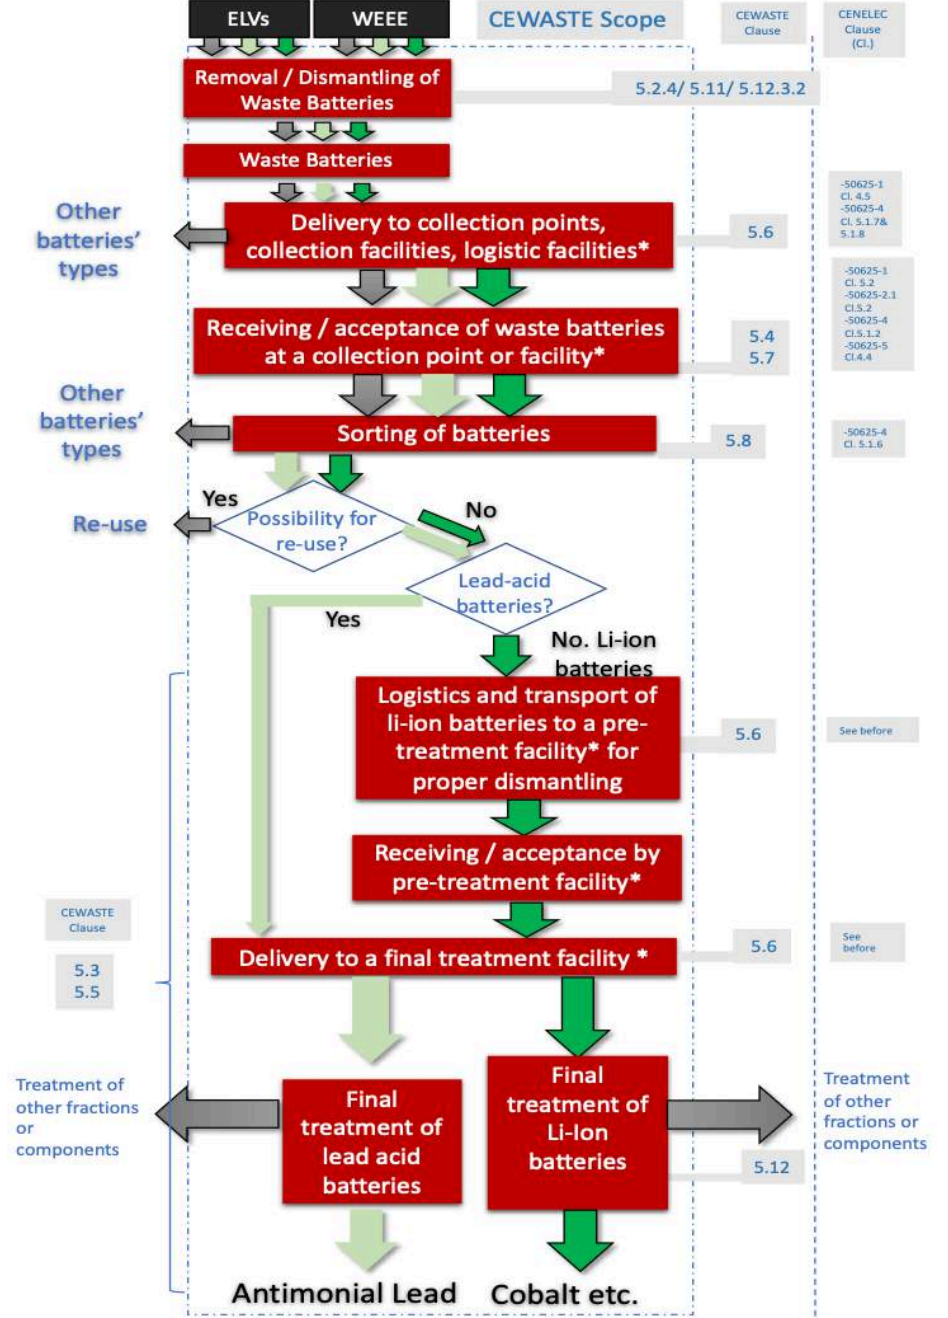 ELVs
WEEE
CEWASTE Scope
CEWASTE
Clause
CENELEC
Clause
(Cl.)
Removal / Dismantling of
Waste Batteries
5.2.4/ 5.11/ 5.12.3.2
Waste Batteries
Other
batteries’
types
Delivery to collection points,
collection facilities, logistic facilities*
5.6
-50625-1
Cl. 4.5
-50625-4
Cl. 5.1.7&
5.1.8
Receiving / acceptance of waste batteries
at a collection point or facility*
5.4
5.7
-50625-1
Cl. 5.2
-50625-2.1
Cl.5.2
-50625-4
Cl.5.1.2
-50625-5
Cl.4.4
Other
batteries’
types
Sorting of batteries
5.8
-50625-4
Cl. 5.1.6
Yes
Re-use
Possibility for
re-use?
No
Lead-acid
batteries?
Yes
No. Li-ion
batteries
Logistics and transport of
li-ion batteries to a pre-
treatment facility* for
proper dismantling
5.6
See before
Receiving / acceptance by
pre-treatment facility*
CEWASTE
Clause
5.3
5.5
Delivery to a final treatment facility *
5.6
See
before
Treatment of
other fractions
or
components
Final
treatment of
lead acid
batteries
Final
treatment of
Li-Ion
batteries
Treatment
of other
fractions or
components
5.12
Antimonial Lead
Cobalt etc.